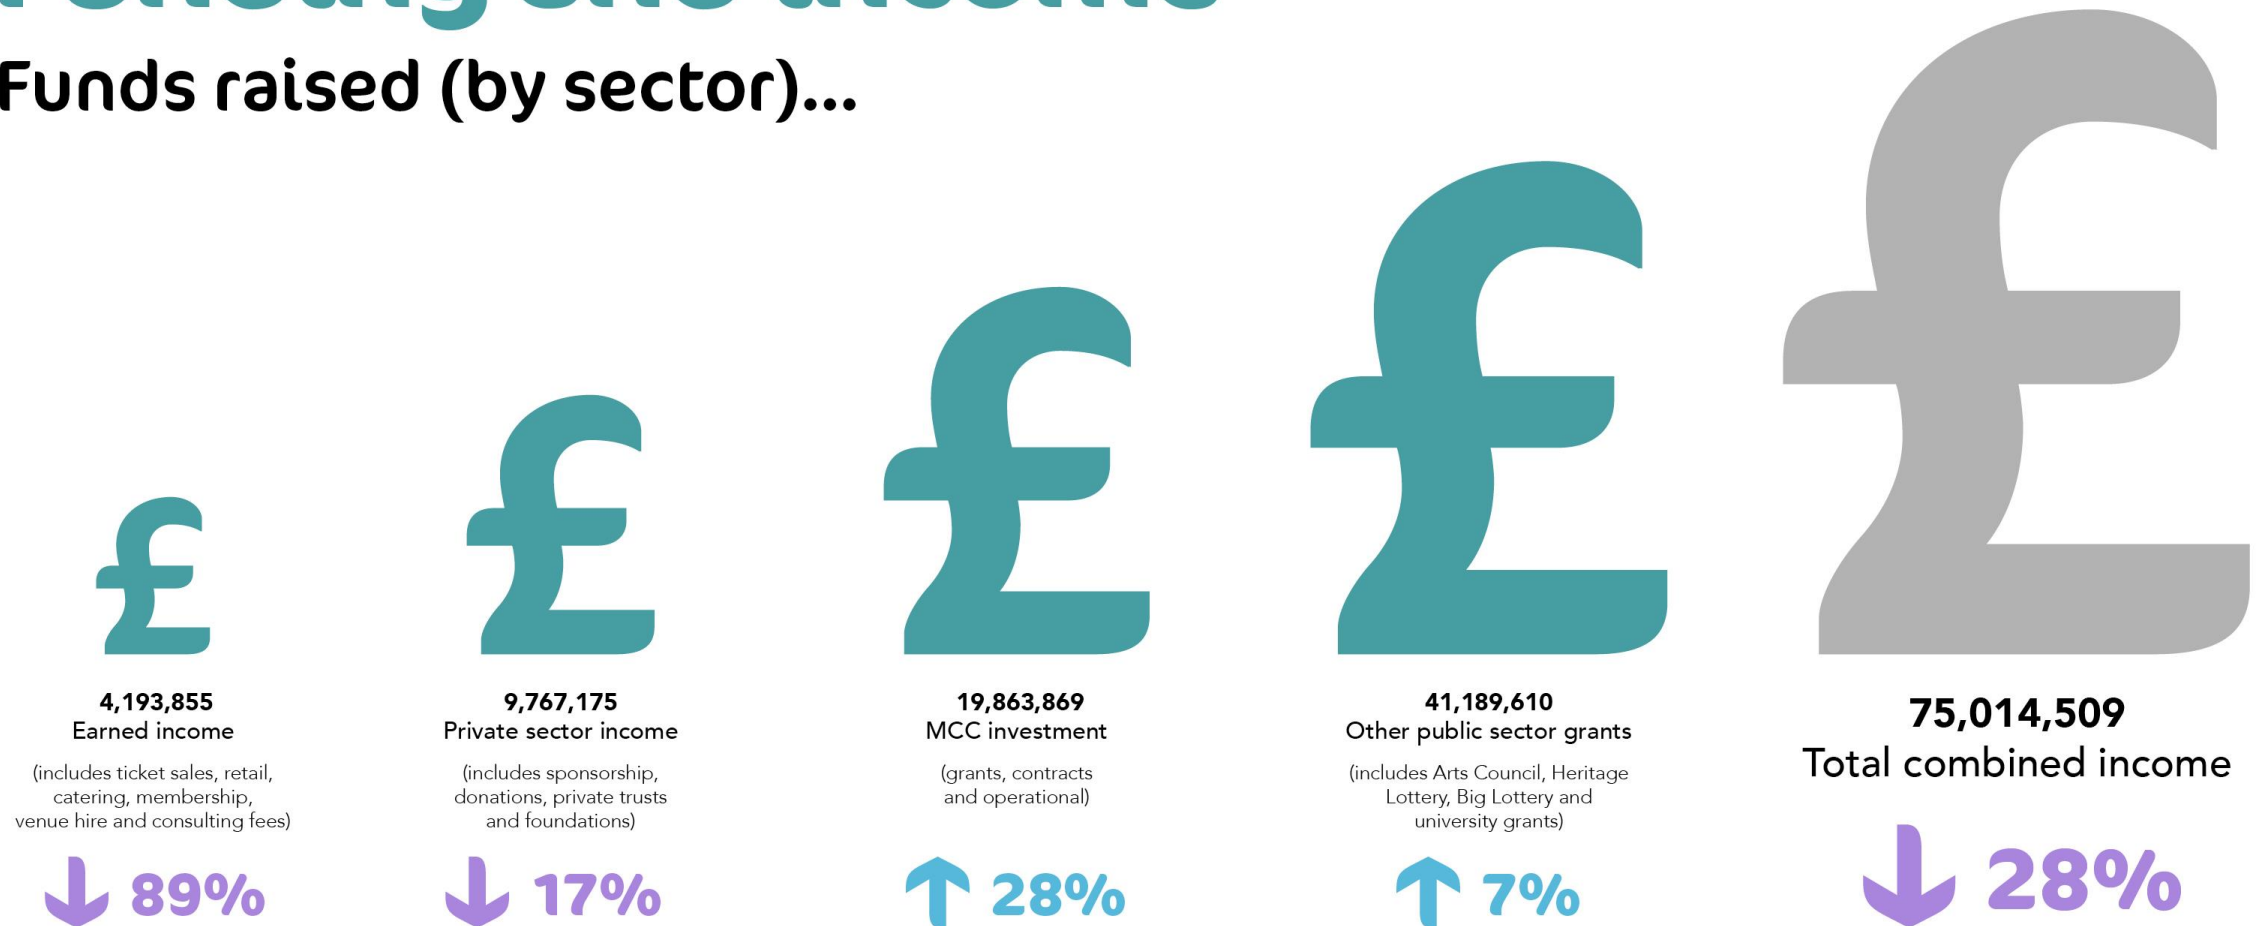 Funds raised (by sector)...
£
£
£
£
£
4,193,855
Earned income
(includes ticket sales, retail,
catering, membership,
venue hire and consulting fees)
89%
9,767,175
Private sector income
(includes sponsorship,
donations, private trusts
and foundations)
17%
19,863,869
MCC investment
(grants, contracts
and operational)
28%
41,189,610
Other public sector grants
(includes Arts Council, Heritage
Lottery, Big Lottery and
university grants)
7%
75,014,509
Total combined income
28%